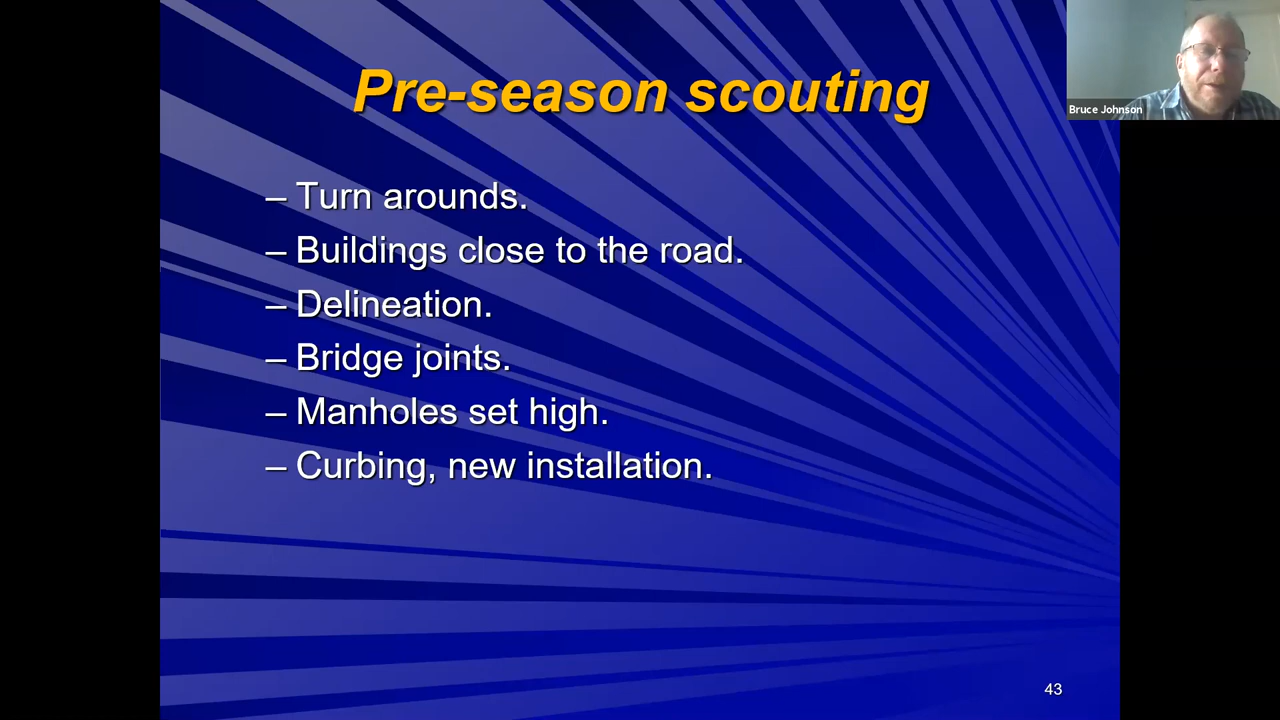 Pre-season scouting
Bruce Johnson
– Turn arounds.
– Buildings close to the road.
– Delineation.
– Bridge joints.
– Manholes set high.
– Curbing, new installation.
43